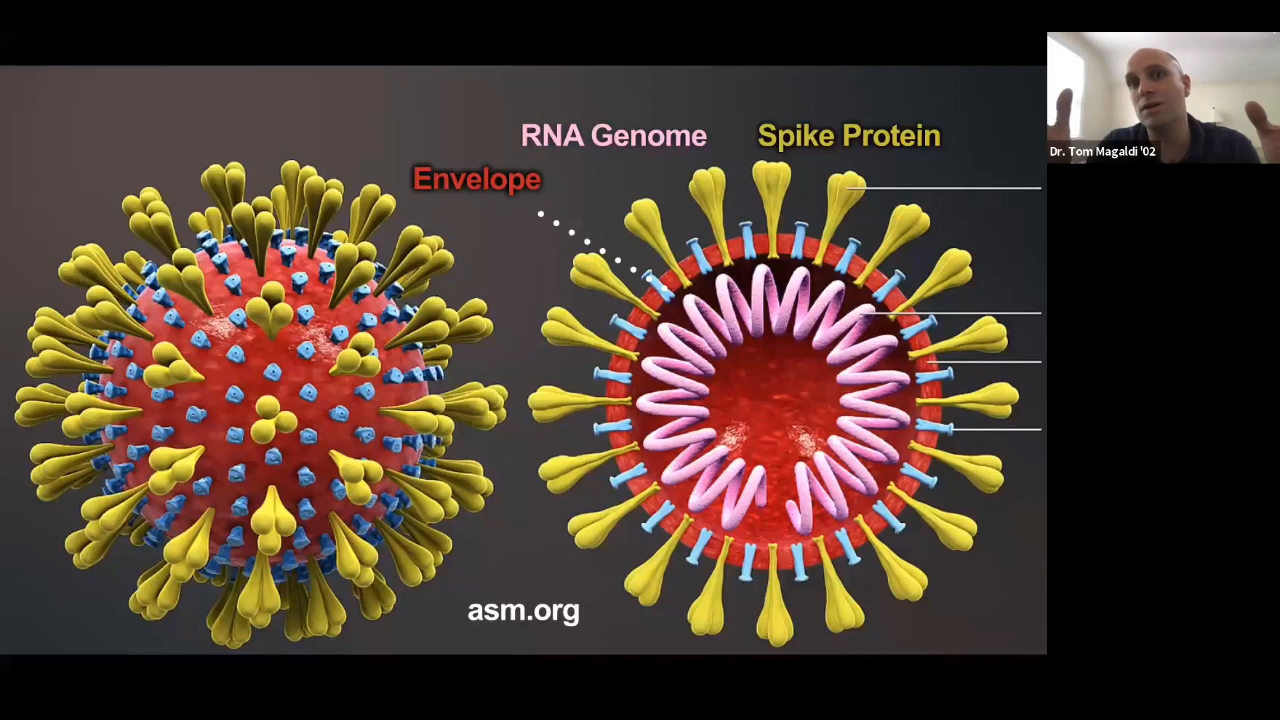 RNA Genome
Spike Protein
Envelope
asm.org
Dr. Tom Magaldi '02